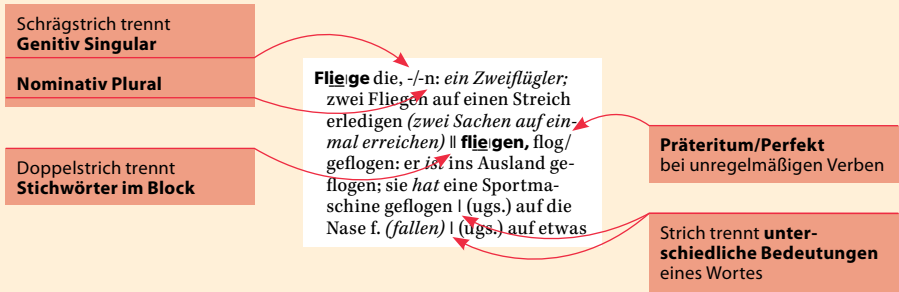 Schrägstrich trennt
Genitiv Singular
Nominativ Plural
Doppelstrich trennt
Stichwörter im Block
Flie|ge die, -/-n: ein Zweiflügler;
zwei Fliegen auf einen Streich
erledigen (zwei Sachen auf ein-
mal erreichen) || flie|gen, flog/
geflogen: er ist ins Ausland ge-
flogen; sie hat eine Sportma-
schine geflogen | (ugs.) auf die
Nase f. (fallen) | (ugs.) auf etwas
Präteritum/Perfekt
bei unregelmäßigen Verben
Strich trennt unter-
schiedliche Bedeutungen
eines Wortes